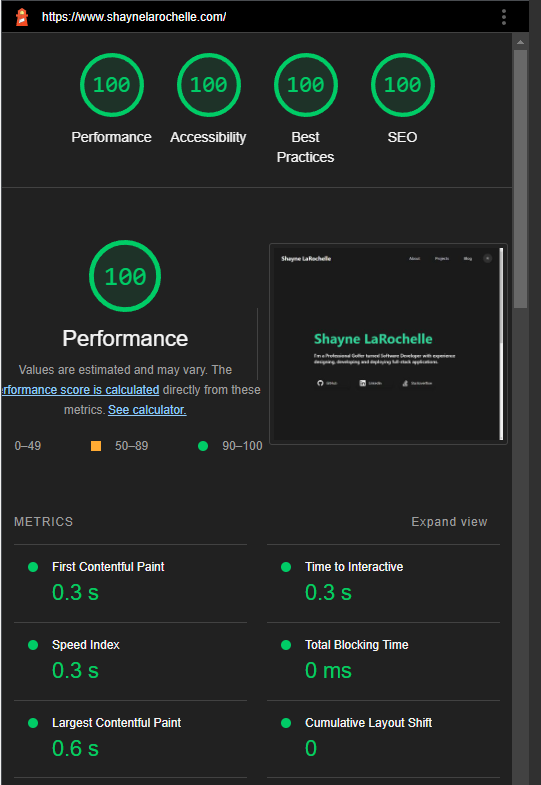 https://www.shaynelarochelle.com/
100 100 100 100
Performance Accessibility Best Practices SEO
100
Performance
Values are estimated and may vary. The
erformance score is calculated directly from these
metrics. See calculator.
0–49 50–89 90–100
Shayne LaRochelle About Projects Blog
Shayne LaRochelle
I'm a Professional Golfer turned Software Developer with experience
designing, developing and deploying full-stack applications.
GitHub LinkedIn Stackoverflow
METRICS Expand view
First Contentful Paint Time to Interactive
0.3 s 0.3 s
Speed Index Total Blocking Time
0.3 s 0 ms
Largest Contentful Paint Cumulative Layout Shift
0.6 s 0